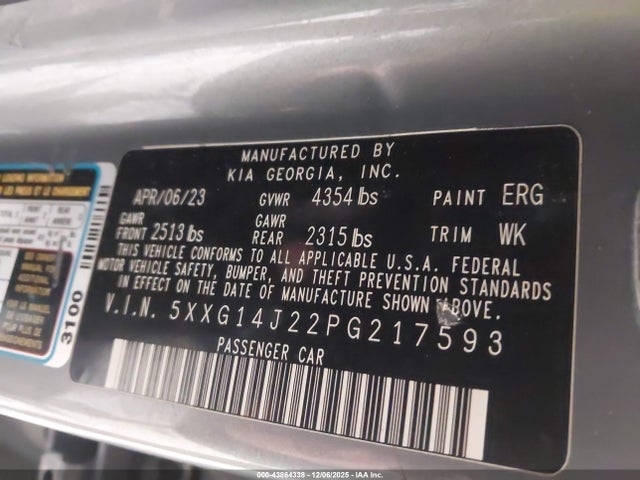 MANUFACTURED BY
KIA GEORGIA, INC.
APR/06/23 GVWR 4354 lbs PAINT ERG
GAWR GAWR
FRONT 2513 lbs REAR 2315 lbs TRIM WK
THIS VEHICLE CONFORMS TO ALL APPLICABLE U.S.A. FEDERAL
MOTOR VEHICLE SAFETY, BUMPER, AND THEFT PREVENTION STANDARDS
IN EFFECT ON THE DATE OF MANUFACTURE SHOWN ABOVE.
V.I.N. 5XXG14J22PG217593
PASSENGER CAR
3100
000-43864338 - 12/06/2025 - IAA Inc.